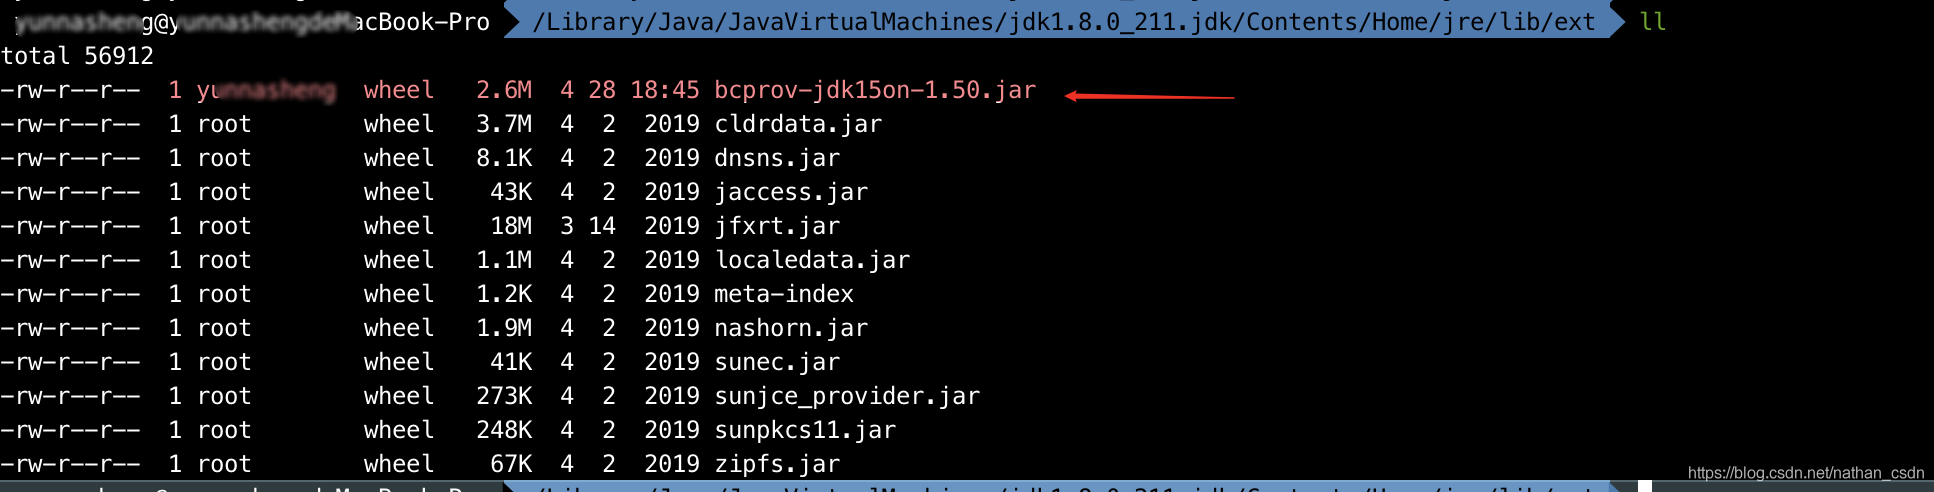 MacBook-Pro /Library/Java/JavaVirtualMachines/jdk1.8.0_211.jdk/Contents/Home/jre/lib/ext ll
total 56912
-rw-r--r-- 1 wheel 2.6M 4 28 18:45 bcprov-jdk15on-1.50.jar
-rw-r--r-- 1 root wheel 3.7M 4 2 2019 cldrdata.jar
-rw-r--r-- 1 root wheel 8.1K 4 2 2019 dnsns.jar
-rw-r--r-- 1 root wheel 43K 4 2 2019 jaccess.jar
-rw-r--r-- 1 root wheel 18M 3 14 2019 jfxrt.jar
-rw-r--r-- 1 root wheel 1.1M 4 2 2019 localedata.jar
-rw-r--r-- 1 root wheel 1.2K 4 2 2019 meta-index
-rw-r--r-- 1 root wheel 1.9M 4 2 2019 nashorn.jar
-rw-r--r-- 1 root wheel 41K 4 2 2019 sunec.jar
-rw-r--r-- 1 root wheel 273K 4 2 2019 sunjce_provider.jar
-rw-r--r-- 1 root wheel 248K 4 2 2019 sunpkcs11.jar
-rw-r--r-- 1 root wheel 67K 4 2 2019 zipfs.jar
https://blog.csdn.net/nathan_csdn